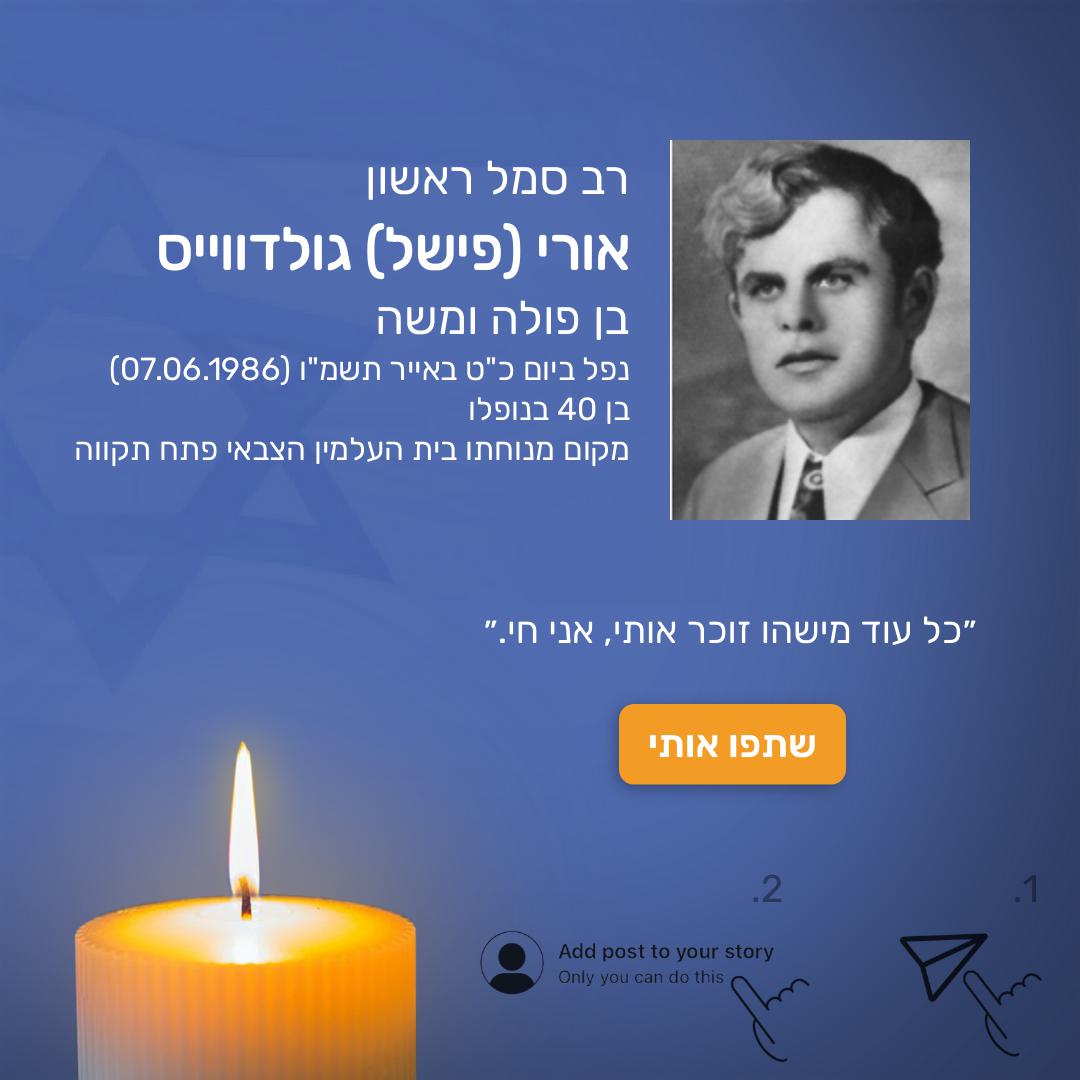 רב סמל ראשון
אורי (פישל) גולדווייס
בן פולה ומשה
נפל ביום כ"ט באייר תשמ"ו (07.06.1986)
בן 40 בנופלו
מקום מנוחתו בית העלמין הצבאי פתח תקווה
״כל עוד מישהו זוכר אותי, אני חי.״
שתפו אותי
1.
2.
Add post to your story
Only you can do this